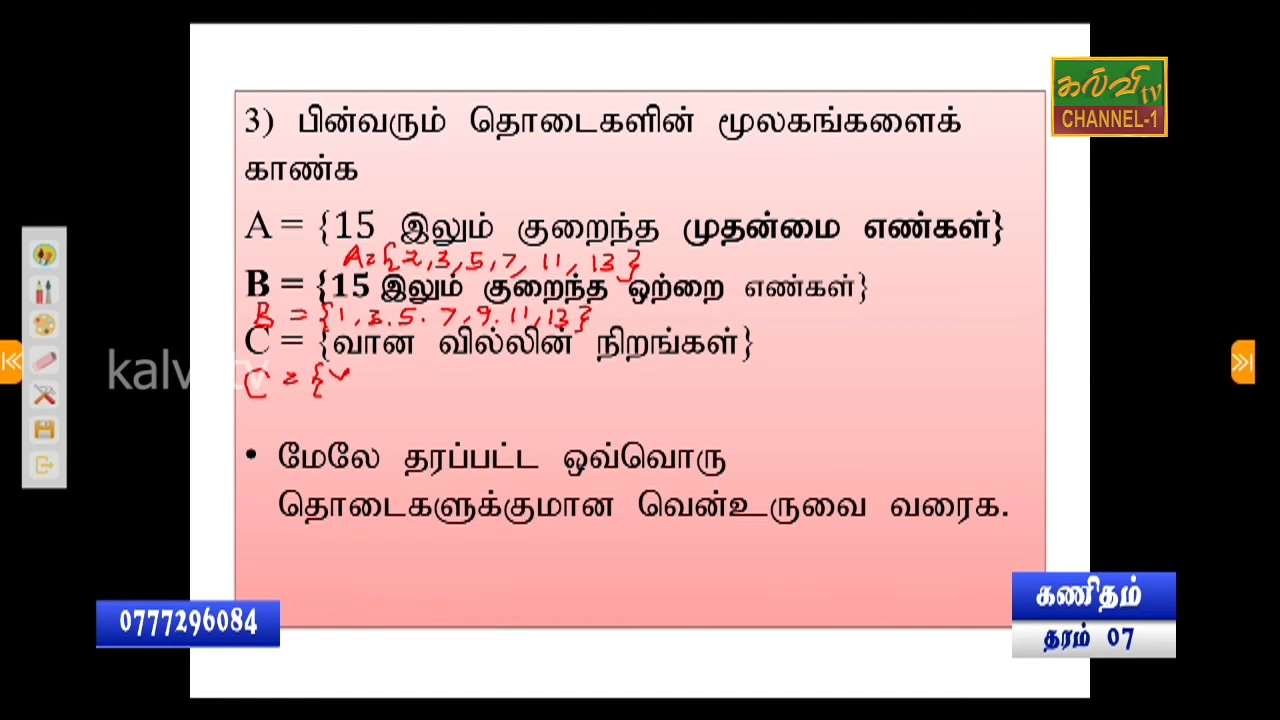 கல்வி tv
CHANNEL-1
3) பின்வரும் தொடைகளின் மூலகங்களைக்
காண்க
A = {15 இலும் குறைந்த முதன்மை எண்கள்}
A = {2, 3, 5, 7, 11, 13}
B = {15 இலும் குறைந்த ஒற்றை எண்கள்}
B = {1, 3. 5. 7, 9. 11, 13}
C = {வான வில்லின் நிறங்கள்}
kalvi tv
C = {
• மேலே தரப்பட்ட ஒவ்வொரு
தொடைகளுக்குமான வென்உருவை வரைக.
0777296084
கணிதம்
தரம் 07